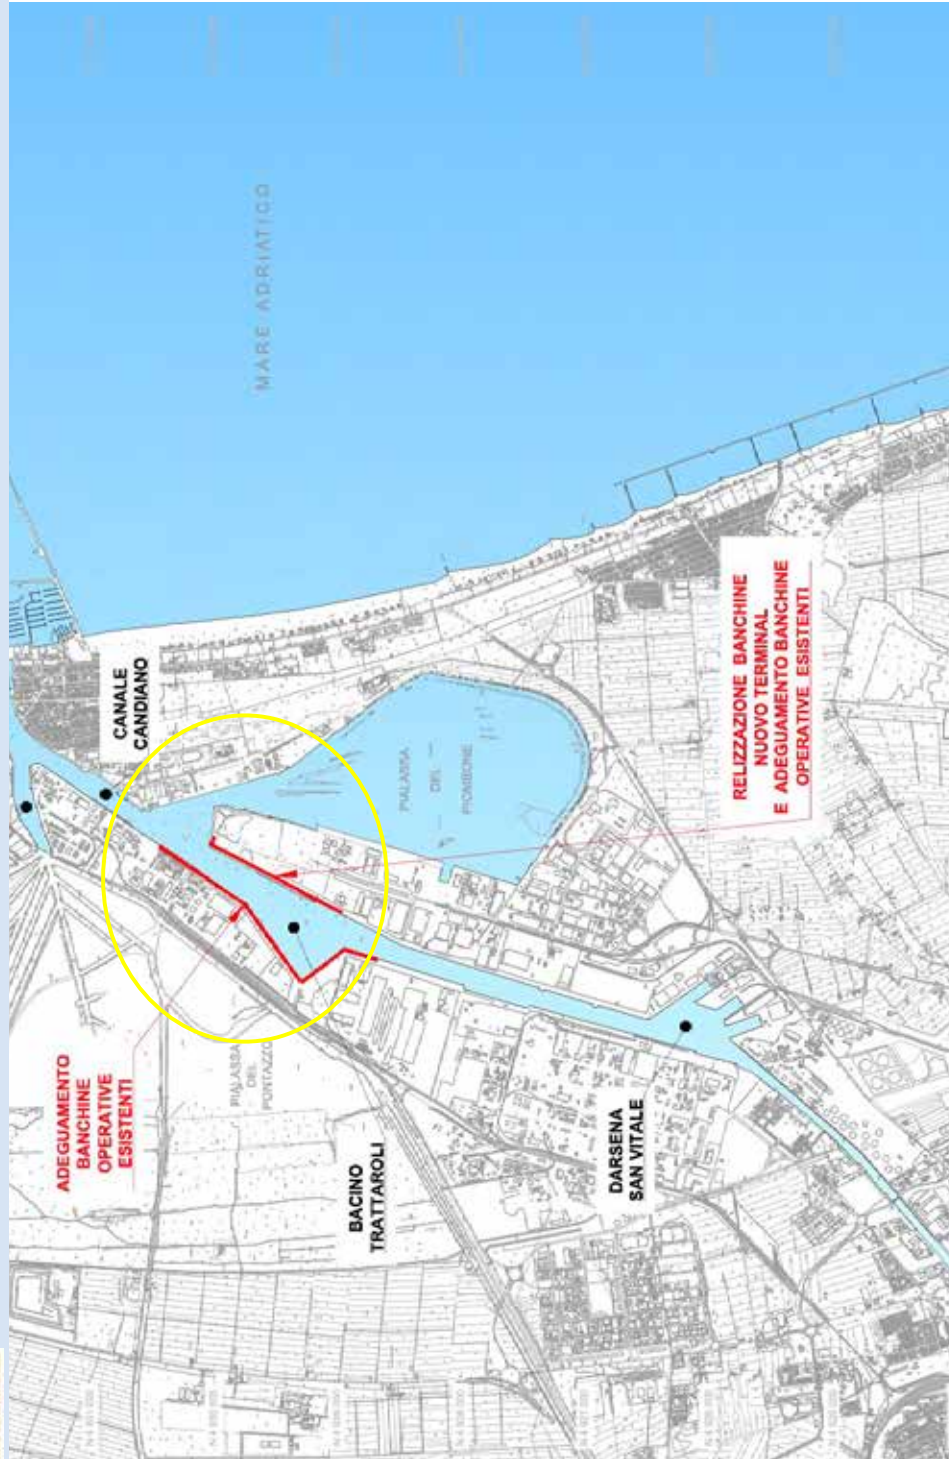 MARE ADRIATICO
CANALE
CANDIANO
RELIZZAZIONE BANCHINE
NUOVO TERMINAL
E ADEGUAMENTO BANCHINE
OPERATIVE ESISTENTI
PIALASSA
DEL
PIOMBONE
ADEGUAMENTO
BANCHINE
OPERATIVE
ESISTENTI
PIALASSA
DEL
PONTAZZO
BACINO
TRATTAROLI
DARSENA
SAN VITALE